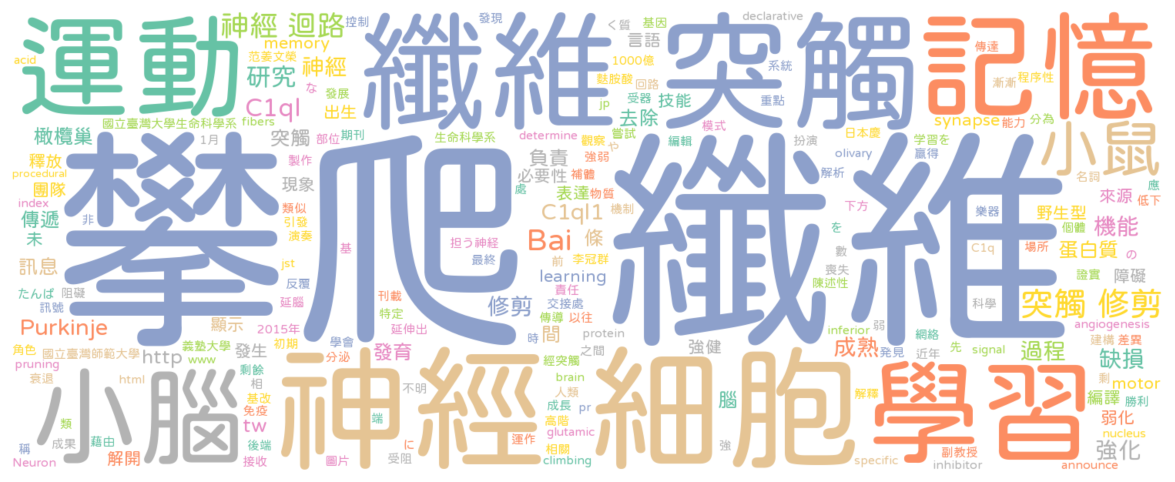 運動
纖維
突觸
記憶
神經 迴路
控制
發現
く質
基因
declarative
memory
范姜文榮
研究
神經
な
發展
C1ql
出生
acid
言語
1000億
麩胺酸
回路
系統
傳達
漸漸
程序性
JP
受器
技能
重點
去除
synapse
能力
分為
小鼠
國立臺灣大學生命科學系
fibers
橄欖巢
1月
突觸
部位
期刊
生命科學系
determine
觀察
や
嘗試
編輯
模式
扮演
日本慶
學習を
攀爬
纖維
釋放
procedural
團隊
現象
製作
負責
必要性
強弱
補體
olivary
解析
贏得
名詞
應
處
表達
物質
來源
低下
index
傳遞
未
非
類似
引發
演奏
C1ql1
機制
下方
樂器
野生型
個體
機能
基
担う神経
Bai
條
を
C1q
場所
の
訊息
最終
前
李冠群
數
喪失
蛋白質
jst
反覆
learning
責任
陳述性
證實
障礙
たんぱ
阻礙
延腦
刊載
修剪
交接處
科學
突觸 修剪
訊號
特定
傳導
以往
Purkinje
顯示
2015年
延伸出
間
protein
inferior
弱
網絡
angiogenesis
初期
學會
時
成熟
發見
建構
差異
角色
國立臺灣師範大學
http
義塾大學
www
發生
分泌
發育
之間
強健
近年
先
signal
過程
缺損
pruning
小腦
神經細胞
學習
衰退
html
剩餘
相
不明
經突觸
brain
人類
腦
解釋
剩
motor
基改
成長
pr
編譯
勝利
類
免疫
端
高階
弱化
tw
glutamic
nucleus
稱
成果
藉由
後端
運作
相關
強
強化
Neuron
解開
接收
圖片
に
受阻
climbing
specific
副教授
inhibitor
announce